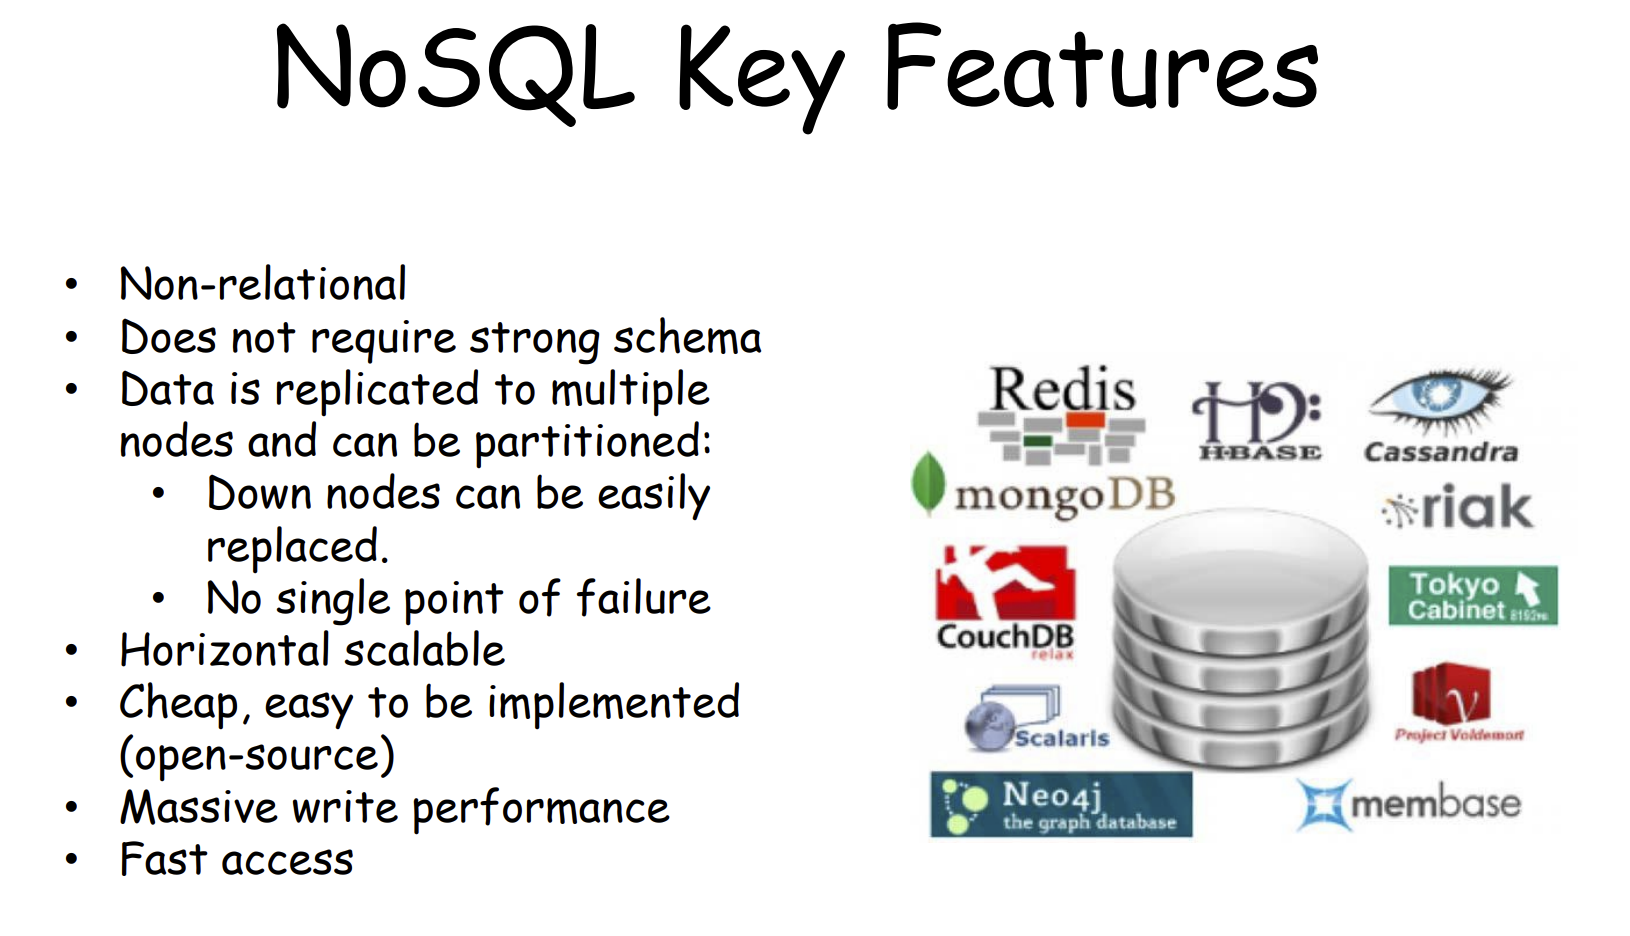 NoSQL Key Features
• Non-relational
• Does not require strong schema
• Data is replicated to multiple
nodes and can be partitioned:
• Down nodes can be easily
replaced.
• No single point of failure
• Horizontal scalable
• Cheap, easy to be implemented
(open-source)
• Massive write performance
• Fast access
Redis
HBASE
Cassandra
mongoDB
riak
CouchDB
relax
Tokyo
Cabinet
Scalaris
Project Voldemort
Neo4j
the graph database
membase